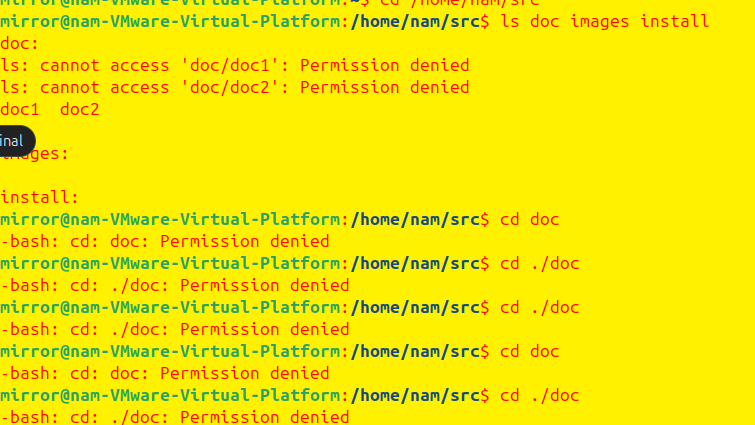 mirror@nam-VMware-Virtual-Platform:~$ cd /home/nam/src
mirror@nam-VMware-Virtual-Platform:/home/nam/src$ ls doc images install
doc:
ls: cannot access 'doc/doc1': Permission denied
ls: cannot access 'doc/doc2': Permission denied
doc1  doc2
inal
images:
install:
mirror@nam-VMware-Virtual-Platform:/home/nam/src$ cd doc
-bash: cd: doc: Permission denied
mirror@nam-VMware-Virtual-Platform:/home/nam/src$ cd ./doc
-bash: cd: ./doc: Permission denied
mirror@nam-VMware-Virtual-Platform:/home/nam/src$ cd ./doc
-bash: cd: ./doc: Permission denied
mirror@nam-VMware-Virtual-Platform:/home/nam/src$ cd doc
-bash: cd: doc: Permission denied
mirror@nam-VMware-Virtual-Platform:/home/nam/src$ cd ./doc
-bash: cd: ./doc: Permission denied